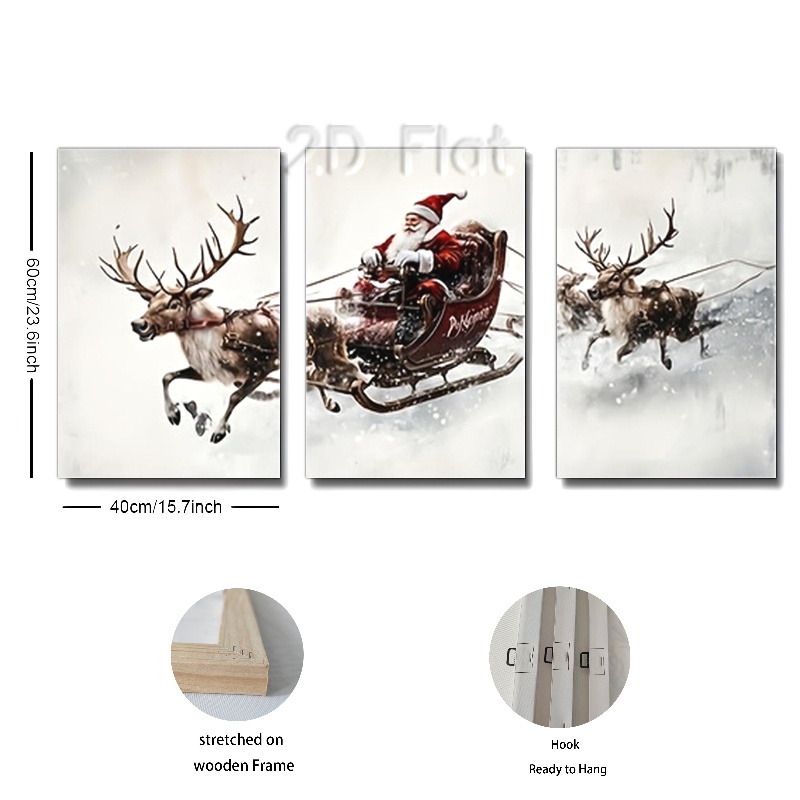 2D Flat
60cm/23.6inch
40cm/15.7inch
stretched on
wooden Frame
Hook
Ready to Hang